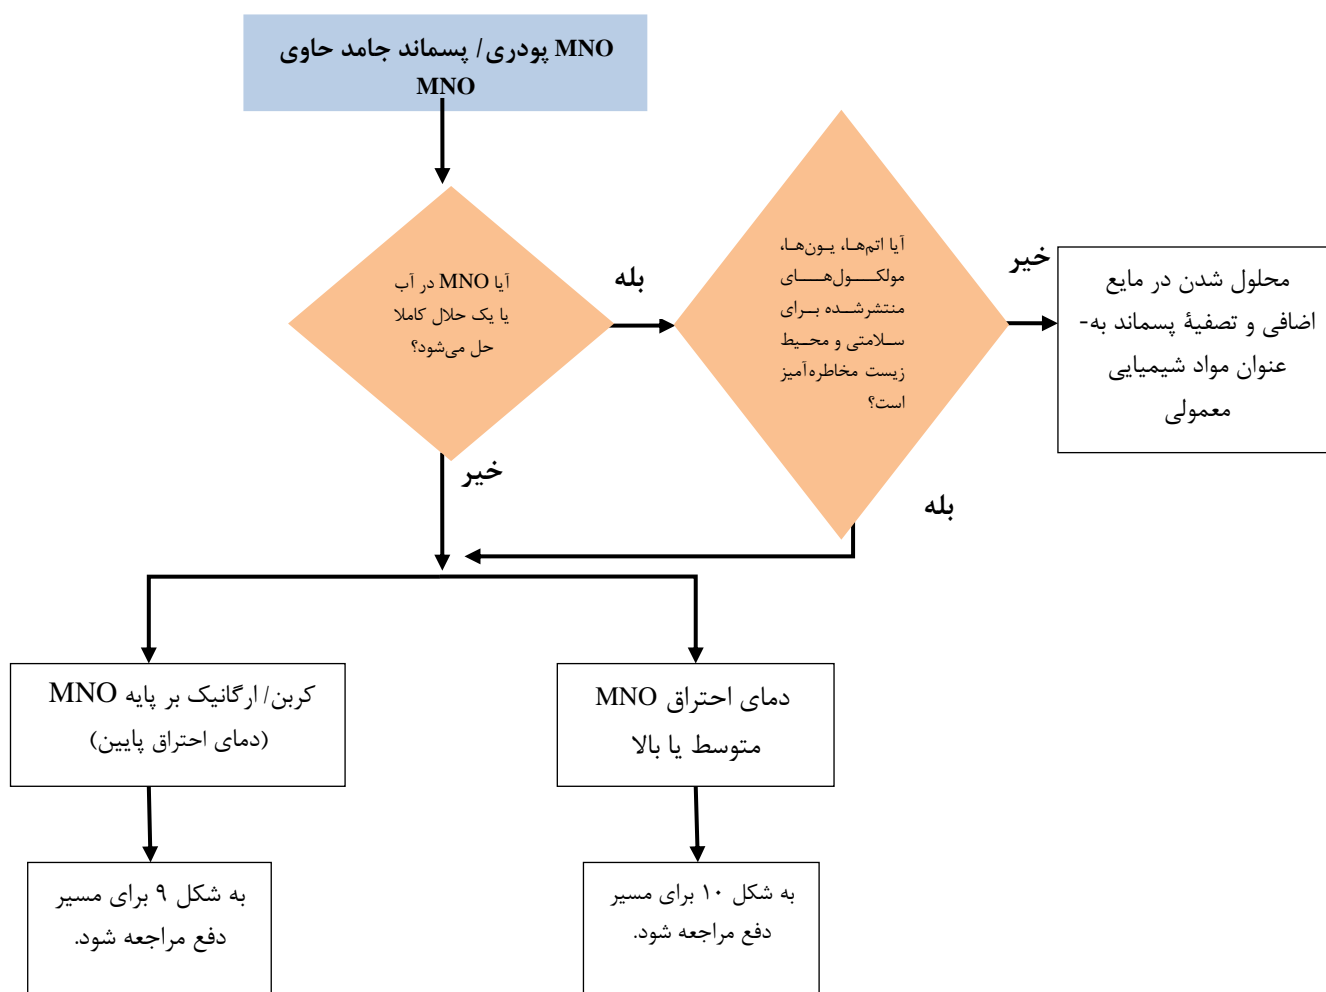 MNO پودری/ پسماند جامد حاوی
MNO
آیا MNO در آب
یا یک حلال کاملا
حل می‌شود؟
بله
خیر
آیا اتم‌ها، یون‌ها،
مولکول‌های
منتشرشده برای
سلامتی و محیط
زیست مخاطره‌آمیز
است؟
خیر
بله
محلول شدن در مایع
اضافی و تصفیۀ پسماند به-
عنوان مواد شیمیایی
معمولی
دمای احتراق MNO
متوسط یا بالا
کربن/ ارگانیک بر پایه MNO
(دمای احتراق پایین)
به شکل ۱۰ برای مسیر
دفع مراجعه شود.
به شکل ۹ برای مسیر
دفع مراجعه شود.